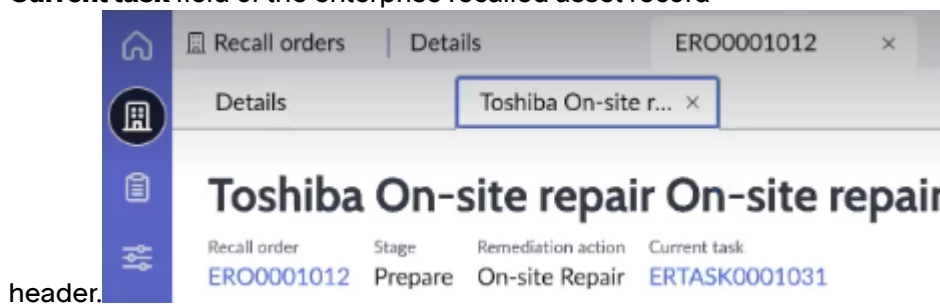 Current task field of the enterprise recalled asset record
Recall orders Details ERO0001012 ×
Details Toshiba On-site r... ×
Toshiba On-site repair On-site repair
Recall order Stage Remediation action Current task
ERO0001012 Prepare On-site Repair ERTASK0001031
header.